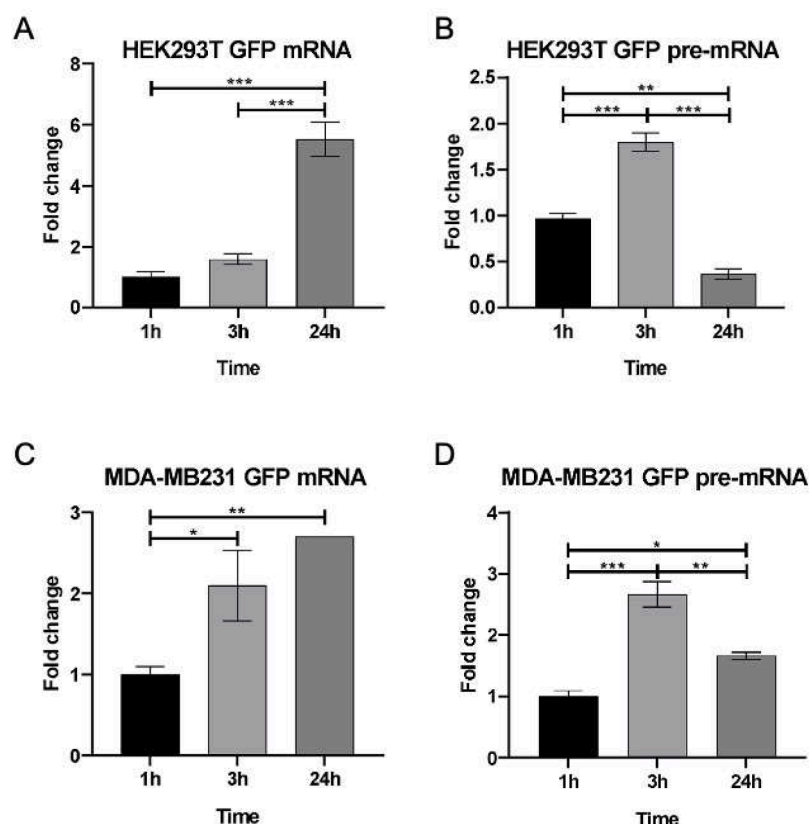 A
HEK293T GFP mRNA
Fold change
8
6
4
2
0
***
***
1h
3h
24h
Time
B
HEK293T GFP pre-mRNA
Fold change
2.5
2.0
1.5
1.0
0.5
0.0
**
***
***
1h
3h
24h
Time
C
MDA-MB231 GFP mRNA
Fold change
3
2
1
0
**
*
1h
3h
24h
Time
D
MDA-MB231 GFP pre-mRNA
Fold change
4
3
2
1
0
*
***
**
1h
3h
24h
Time